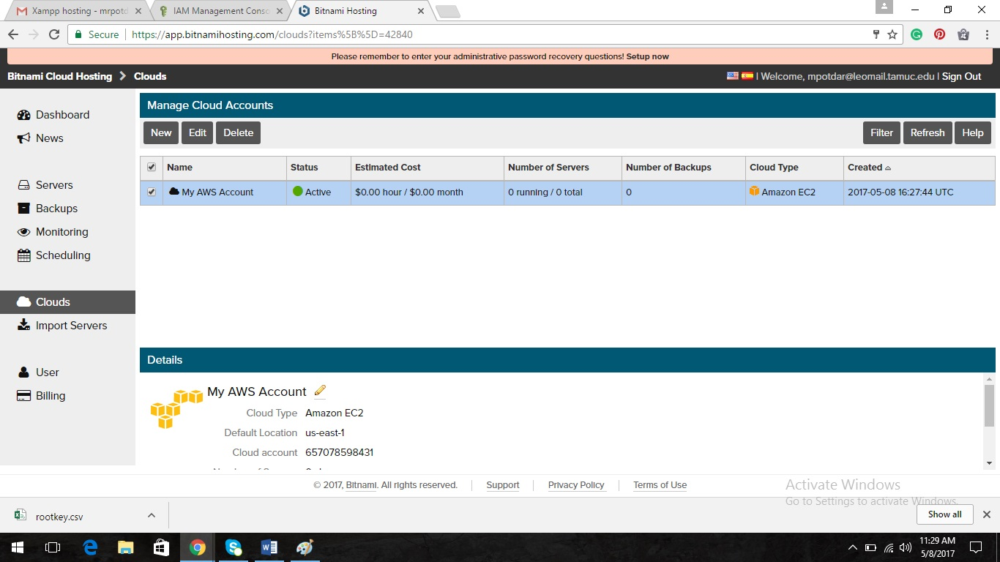 Xampp hosting - mrpotd
IAM Management Conso
Bitnami Hosting
Secure
https://app.bitnamihosting.com/clouds?items%5B%5D=42840
Please remember to enter your administrative password recovery questions! Setup now
Bitnami Cloud Hosting > Clouds
| Welcome, mpotdar@leomail.tamuc.edu | Sign Out
Dashboard
News
Servers
Backups
Monitoring
Scheduling
Clouds
Import Servers
User
Billing
Manage Cloud Accounts
New Edit Delete
Filter Refresh Help
Name Status Estimated Cost Number of Servers Number of Backups Cloud Type Created
My AWS Account Active $0.00 hour / $0.00 month 0 running / 0 total 0 Amazon EC2 2017-05-08 16:27:44 UTC
Details
My AWS Account
Cloud Type Amazon EC2
Default Location us-east-1
Cloud account 657078598431
© 2017, Bitnami. All rights reserved. Support Privacy Policy Terms of Use
Activate Windows
Go to Settings to activate Windows.
rootkey.csv
Show all
11:29 AM
5/8/2017